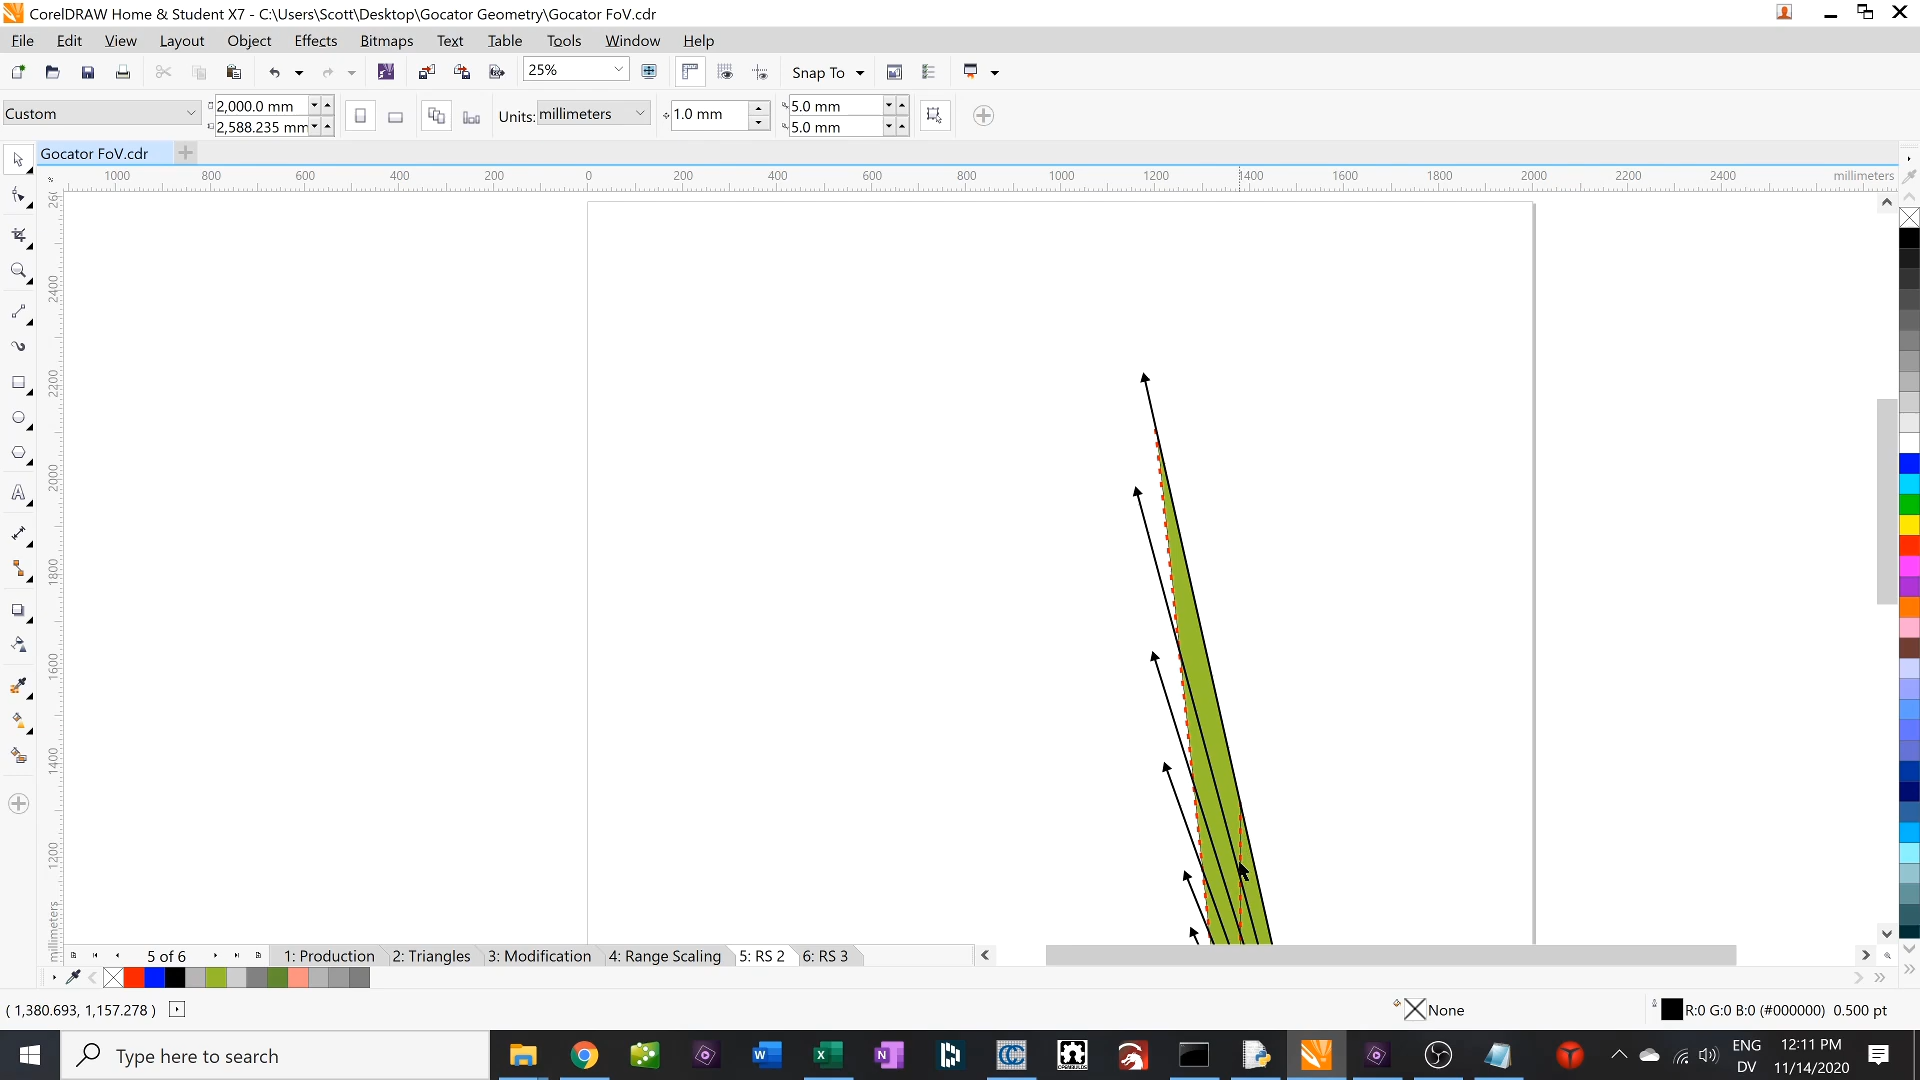 CorelDRAW Home & Student X7 - C:\Users\Scott\Desktop\Gocator Geometry\Gocator FoV.cdr
File Edit View Layout Object Effects Bitmaps Text Table Tools Window Help
25% Snap To
Custom 2,000.0 mm 2,588.235 mm Units: millimeters 1.0 mm 5.0 mm 5.0 mm
Gocator FoV.cdr
1000 800 600 400 200 0 200 400 600 800 1000 1200 1400 1600 1800 2000 2200 2400 millimeters
2400
2200
2000
1800
1600
1400
1200
millimeters
5 of 6 1: Production 2: Triangles 3: Modification 4: Range Scaling 5: RS 2 6: RS 3
( 1,380.693, 1,157.278 ) None R:0 G:0 B:0 (#000000) 0.500 pt
Type here to search ENG DV 12:11 PM 11/14/2020